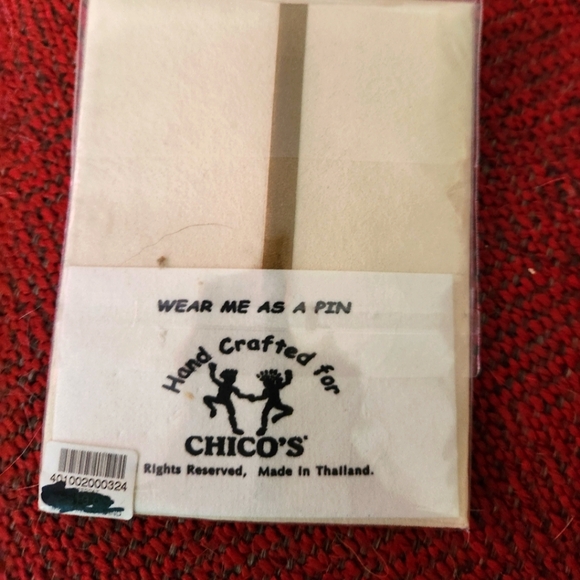 WEAR ME AS A PIN
Hand Crafted for
CHICO'S
Rights Reserved, Made in Thailand.
401002000324